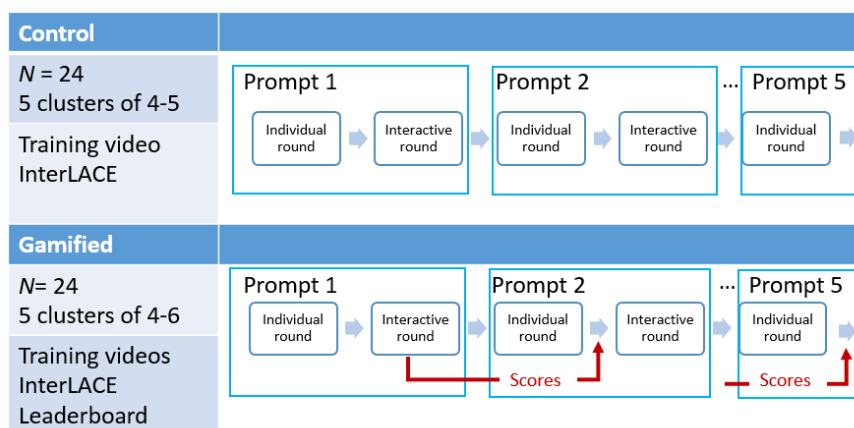 Control
N = 24
5 clusters of 4-5
Training video
InterLACE
Prompt 1
Individual
round
Interactive
round
Prompt 2
Individual
round
Interactive
round
...
Prompt 5
Individual
round
Gamified
N= 24
5 clusters of 4-6
Training videos
InterLACE
Leaderboard
Prompt 1
Individual
round
Interactive
round
Prompt 2
Individual
round
Interactive
round
...
Prompt 5
Individual
round
Scores
Scores